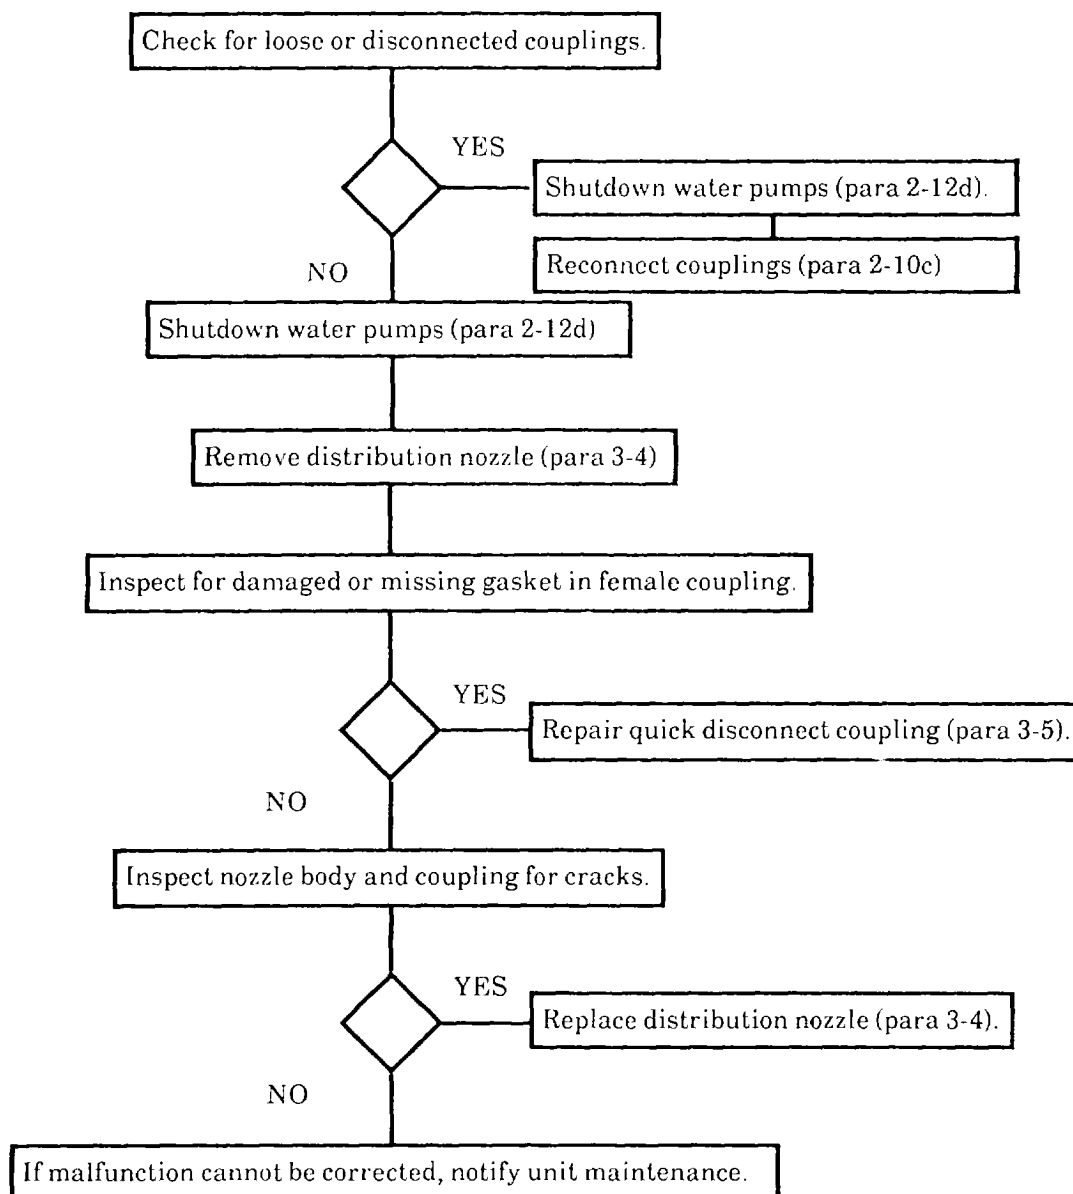 Check for loose or disconnected couplings.
YES
Shutdown water pumps (para 2-12d).
Reconnect couplings (para 2-10c)
NO
Shutdown water pumps (para 2-12d)
Remove distribution nozzle (para 3-4)
Inspect for damaged or missing gasket in female coupling.
YES
Repair quick disconnect coupling (para 3-5).
NO
Inspect nozzle body and coupling for cracks.
YES
Replace distribution nozzle (para 3-4).
NO
If malfunction cannot be corrected, notify unit maintenance.